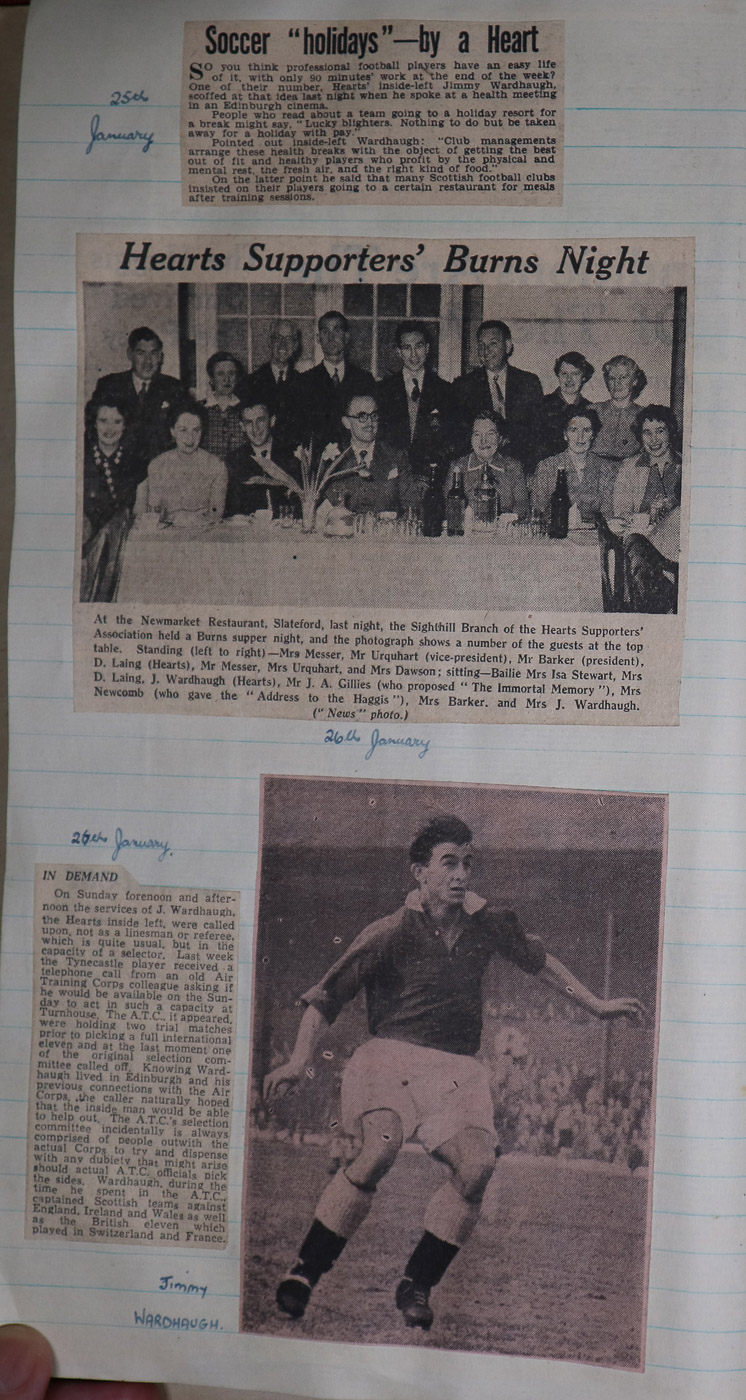 Soccer "holidays"—by a Heart
25th
January
SO you think professional football players have an easy life
of it, with only 90 minutes' work at the end of the week?
One of their number, Hearts' inside-left Jimmy Wardhaugh,
scoffed at that idea last night when he spoke at a health meeting
in an Edinburgh cinema.
People who read about a team going to a holiday resort for
a break might say, "Lucky blighters. Nothing to do but be taken
away for a holiday with pay."
Pointed out inside-left Wardhaugh: "Club managements
arrange these health breaks with the object of getting the best
out of fit and healthy players who profit by the physical and
mental rest, the fresh air, and the right kind of food."
On the latter point he said that many Scottish football clubs
insisted on their players going to a certain restaurant for meals
after training sessions.
Hearts Supporters' Burns Night
At the Newmarket Restaurant, Slateford, last night, the Sighthill Branch of the Hearts Supporters'
Association held a Burns supper night, and the photograph shows a number of the guests at the top
table. Standing (left to right)—Mrs Messer, Mr Urquhart (vice-president), Mr Barker (president),
D. Laing (Hearts), Mr Messer, Mrs Urquhart, and Mrs Dawson; sitting—Bailie Mrs Isa Stewart, Mrs
D. Laing, J. Wardhaugh (Hearts), Mr J. A. Gillies (who proposed "The Immortal Memory"), Mrs
Newcomb (who gave the "Address to the Haggis"), Mrs Barker, and Mrs J. Wardhaugh.
("News" photo.)
26th January
26th January.
IN DEMAND
On Sunday forenoon and after-
noon the services of J. Wardhaugh,
the Hearts inside left, were called
upon, not as a linesman or referee,
which is quite usual, but in the
capacity of a selector. Last week
the Tynecastle player received a
telephone call from an old Air
Training Corps colleague asking if
he would be available on the Sun-
day to act in such a capacity at
Turnhouse. The A.T.C., it appeared,
were holding two trial matches
prior to picking a full international
eleven and at the last moment one
of the original selection com-
mittee called off. Knowing Ward-
haugh lived in Edinburgh and his
previous connections with the Air
Corps, the caller naturally hoped
that the inside man would be able
to help out. The A.T.C.'s selection
committee incidentally is always
comprised of people outwith the
actual Corps to try and dispense
with any dubiety that might arise
should actual A.T.C. officials pick
the sides. Wardhaugh, during the
time he spent in the A.T.C.,
captained Scottish teams against
England, Ireland and Wales as well
as the British eleven which
played in Switzerland and France.
Jimmy
WARDHAUGH.